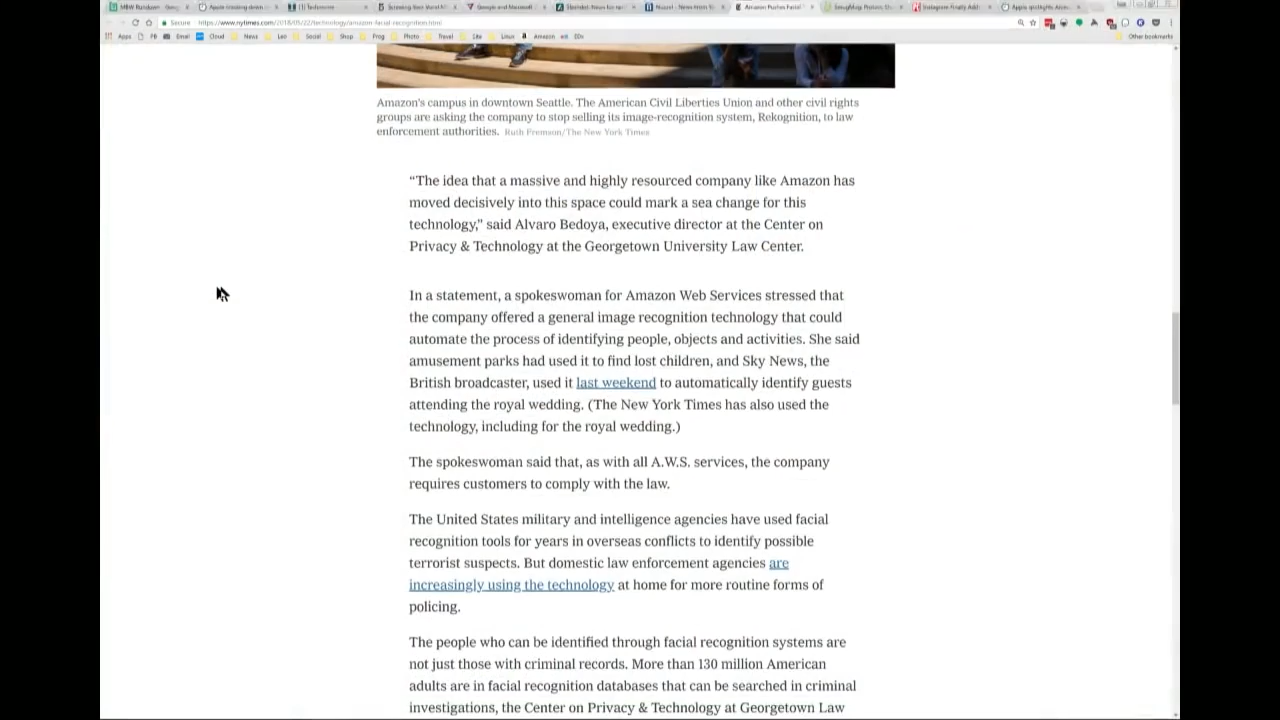 Secure https://www.nytimes.com/2018/05/22/technology/amazon-facial-recognition.html
Apps PB Email Cloud News Leo Social Shop Prog Photo Travel Life Linux Amazon Other bookmarks
Amazon's campus in downtown Seattle. The American Civil Liberties Union and other civil rights
groups are asking the company to stop selling its image-recognition system, Rekognition, to law
enforcement authorities. Ruth Fremson/The New York Times
“The idea that a massive and highly resourced company like Amazon has
moved decisively into this space could mark a sea change for this
technology,” said Alvaro Bedoya, executive director at the Center on
Privacy & Technology at the Georgetown University Law Center.
In a statement, a spokeswoman for Amazon Web Services stressed that
the company offered a general image recognition technology that could
automate the process of identifying people, objects and activities. She said
amusement parks had used it to find lost children, and Sky News, the
British broadcaster, used it last weekend to automatically identify guests
attending the royal wedding. (The New York Times has also used the
technology, including for the royal wedding.)
The spokeswoman said that, as with all A.W.S. services, the company
requires customers to comply with the law.
The United States military and intelligence agencies have used facial
recognition tools for years in overseas conflicts to identify possible
terrorist suspects. But domestic law enforcement agencies are
increasingly using the technology at home for more routine forms of
policing.
The people who can be identified through facial recognition systems are
not just those with criminal records. More than 130 million American
adults are in facial recognition databases that can be searched in criminal
investigations, the Center on Privacy & Technology at Georgetown Law